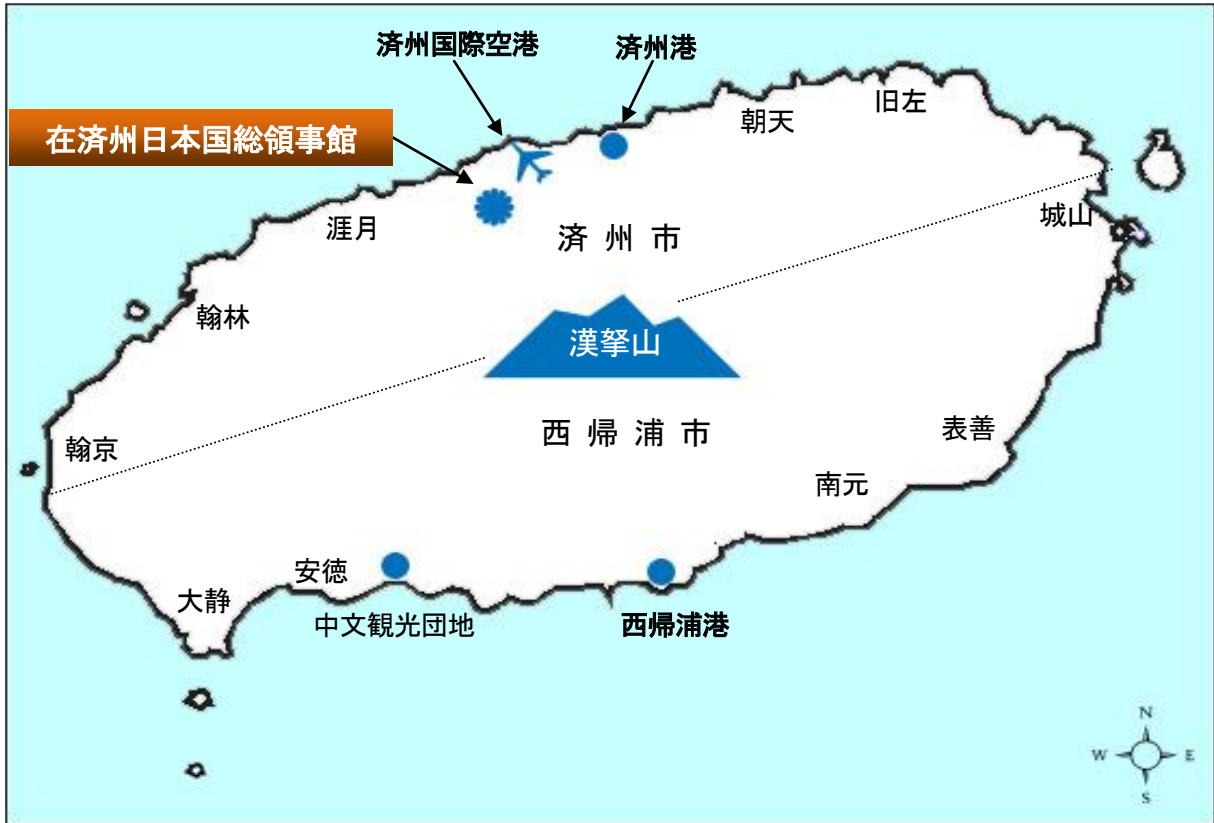 済州国際空港
済州港
旧左
朝天
在済州日本国総領事館
城山
涯月
済州市
翰林
漢拏山
表善
西帰浦市
翰京
南元
安徳
大静
中文観光団地
西帰浦港
N
W
E
S